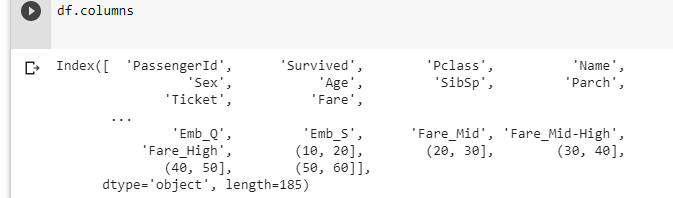 df.columns
Index([ 'PassengerId', 'Survived', 'Pclass', 'Name',
'Sex', 'Age', 'SibSp', 'Parch',
'Ticket', 'Fare',
...
'Emb_Q', 'Emb_S', 'Fare_Mid', 'Fare_Mid-High',
'Fare_High', (10, 20], (20, 30], (30, 40],
(40, 50], (50, 60]],
dtype='object', length=185)